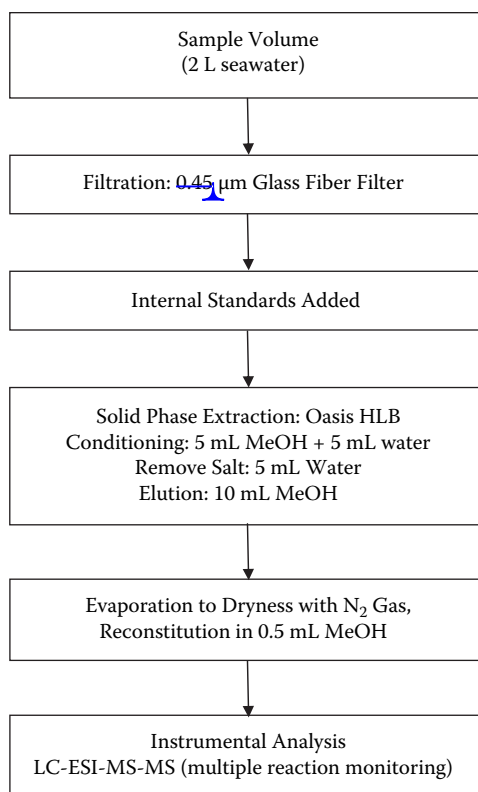 Sample Volume
(2 L seawater)
Filtration: 0.45 µm Glass Fiber Filter
Internal Standards Added
Solid Phase Extraction: Oasis HLB
Conditioning: 5 mL MeOH + 5 mL water
Remove Salt: 5 mL Water
Elution: 10 mL MeOH
Evaporation to Dryness with N₂ Gas,
Reconstitution in 0.5 mL MeOH
Instrumental Analysis
LC-ESI-MS-MS (multiple reaction monitoring)